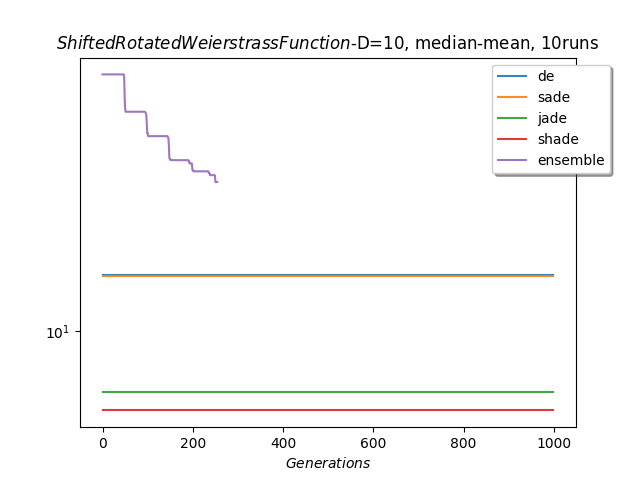 ShiftedRotatedWeierstrassFunction-D=10, median-mean, 10runs
de
sade
jade
shade
ensemble
10^1
0 200 400 600 800 1000
Generations